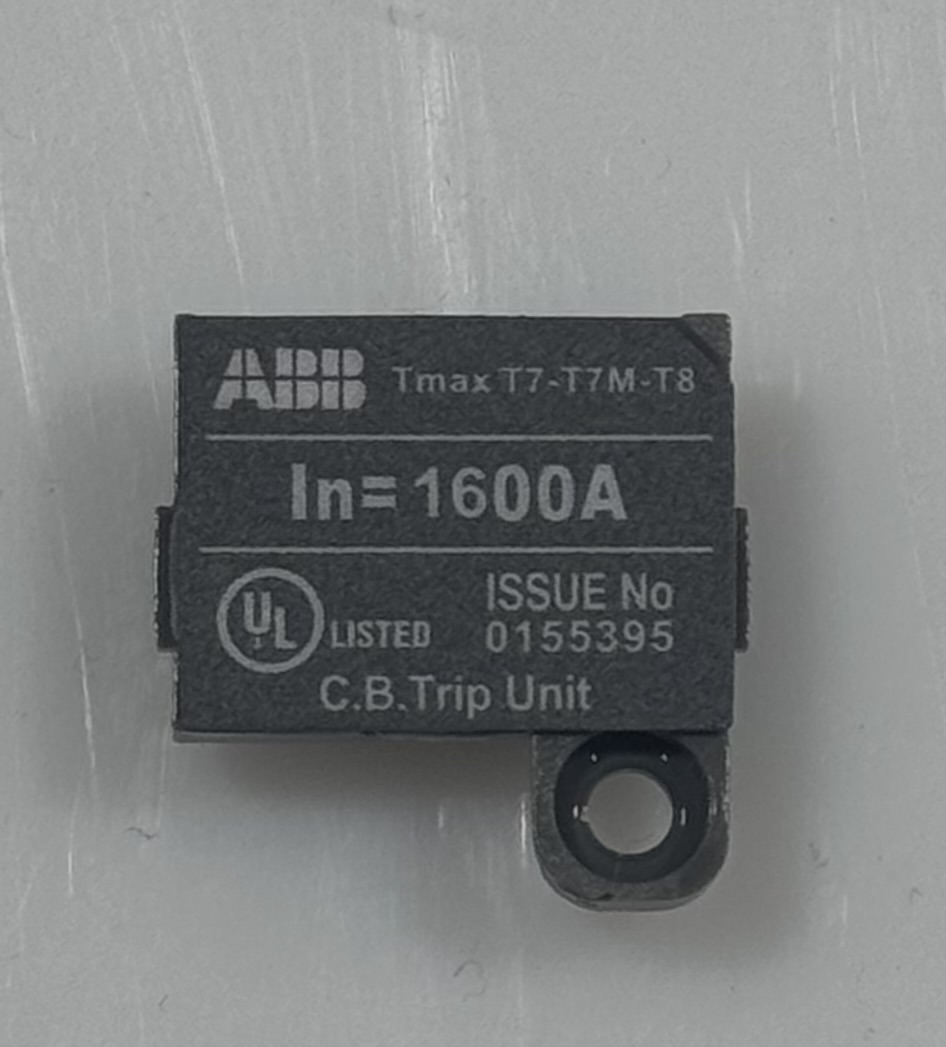 ABB Tmax T7-T7M-T8
In=1600A
UL LISTED
ISSUE No
0155395
C.B.Trip Unit